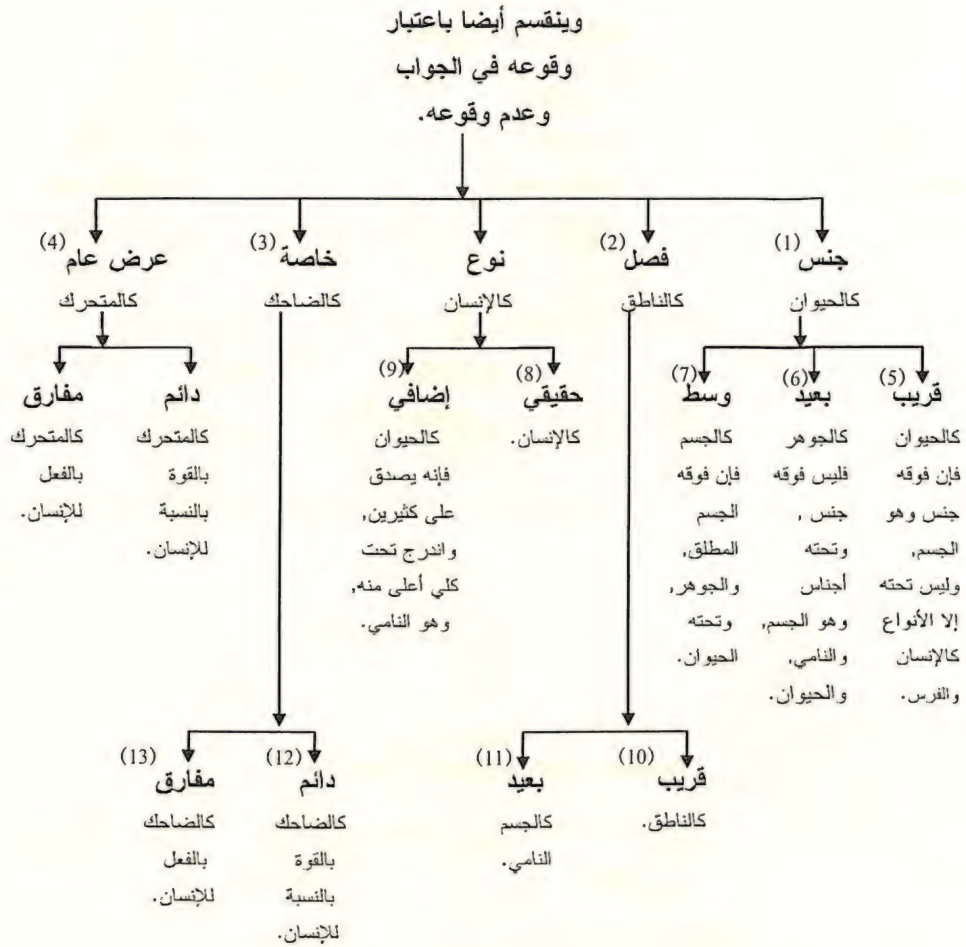 وينقسم أيضا باعتبار
وقوعه في الجواب
وعدم وقوعه.
جنس (1)
كالحيوان
فصل (2)
كالناطق
نوع
كالإنسان
خاصة (3)
كالضاحك
عرض عام (4)
كالمتحرك
قريب (5)
كالحيوان
فإن فوقه
جنس وهو
الجسم,
وليس تحته
إلا الأنواع
كالإنسان
والفرس.
بعيد (6)
كالجوهر
فليس فوقه
جنس ,
وتحته
أجناس
وهو الجسم,
والنامي,
والحيوان.
وسط (7)
كالجسم
فإن فوقه
الجسم
المطلق,
والجوهر,
وتحته
الحيوان.
حقيقي (8)
كالإنسان.
إضافي (9)
كالحيوان
فإنه يصدق
على كثيرين,
واندرج تحت
كلي أعلى منه,
وهو النامي.
دائم
كالمتحرك
بالقوة
بالنسبة
للإنسان.
مفارق
كالمتحرك
بالفعل
للإنسان.
قريب (10)
كالناطق.
بعيد (11)
كالجسم
النامي.
دائم (12)
كالضاحك
بالقوة
بالنسبة
للإنسان.
مفارق (13)
كالضاحك
بالفعل
للإنسان.